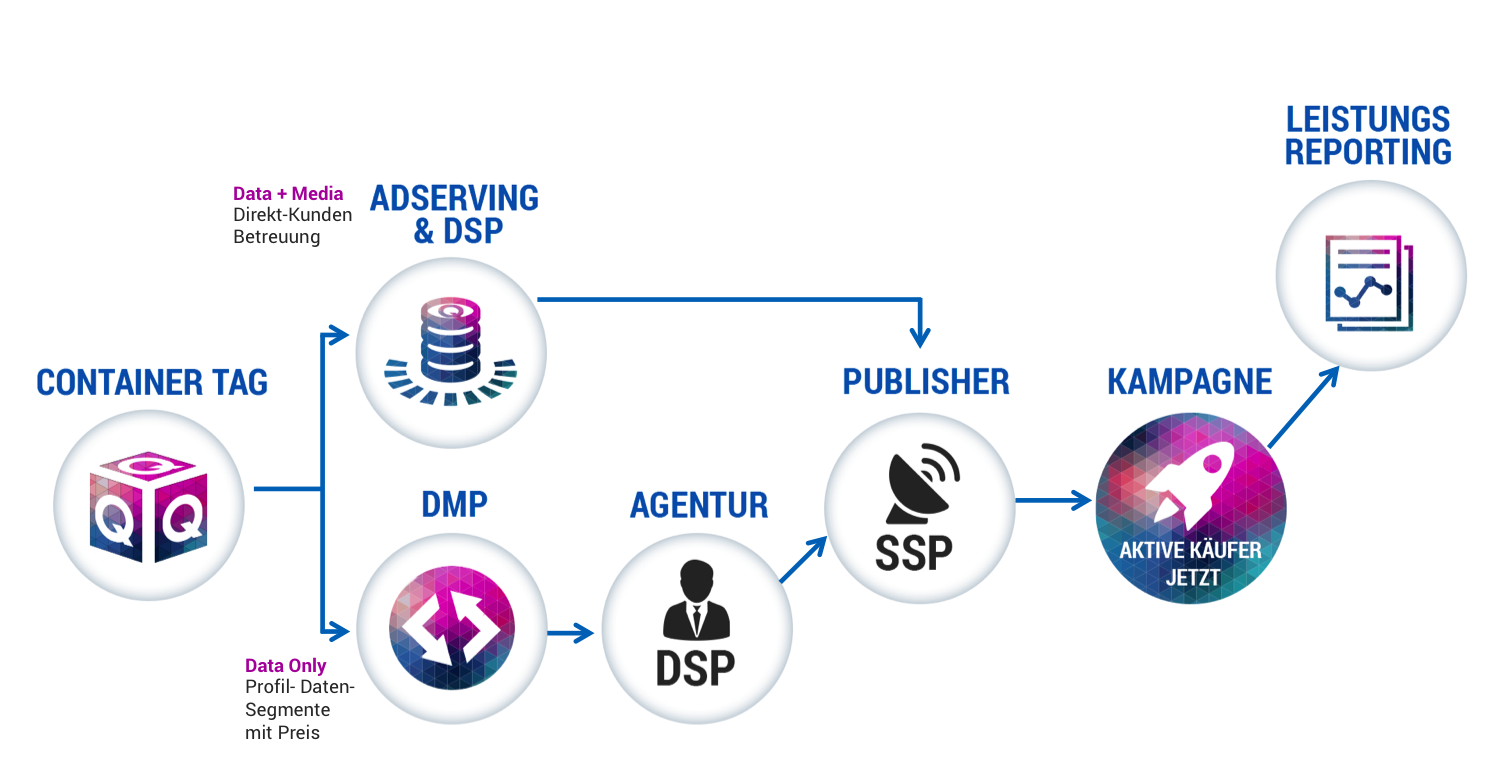 LEISTUNGS
REPORTING
Data + Media
Direkt-Kunden
Betreuung
ADSERVING
& DSP
Q
CONTAINER TAG
Q
Q
Q
DMP
Data Only
Profil- Daten-
Segmente
mit Preis
AGENTUR
DSP
PUBLISHER
SSP
KAMPAGNE
AKTIVE KÄUFER
JETZT